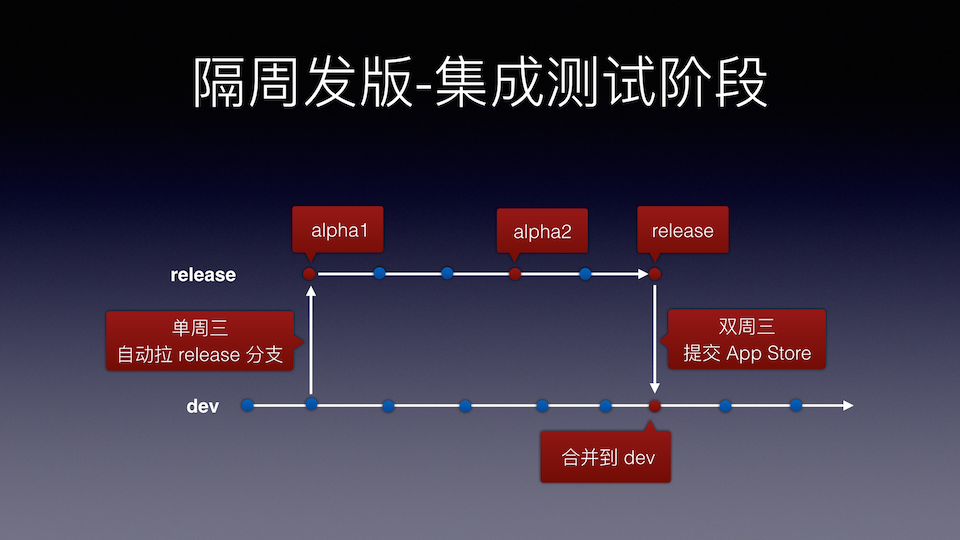 隔周发版-集成测试阶段
alpha1
alpha2
release
release
单周三
自动拉 release 分支
双周三
提交 App Store
dev
合并到 dev